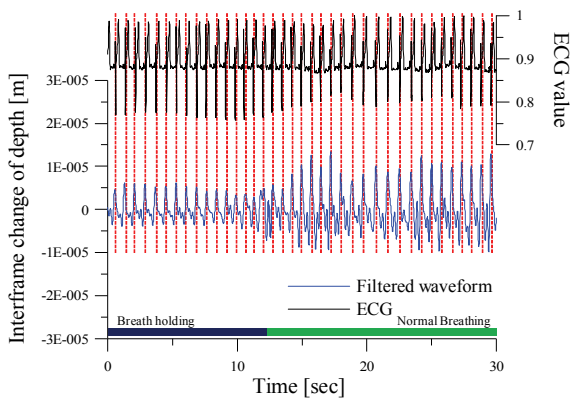 1
0.9
0.8
0.7
ECG value
3E-005
2E-005
1E-005
0
-1E-005
-2E-005
-3E-005
Interframe change of depth [m]
Filtered waveform
ECG
Breath holding
Normal Breathing
0
10
20
30
Time [sec]